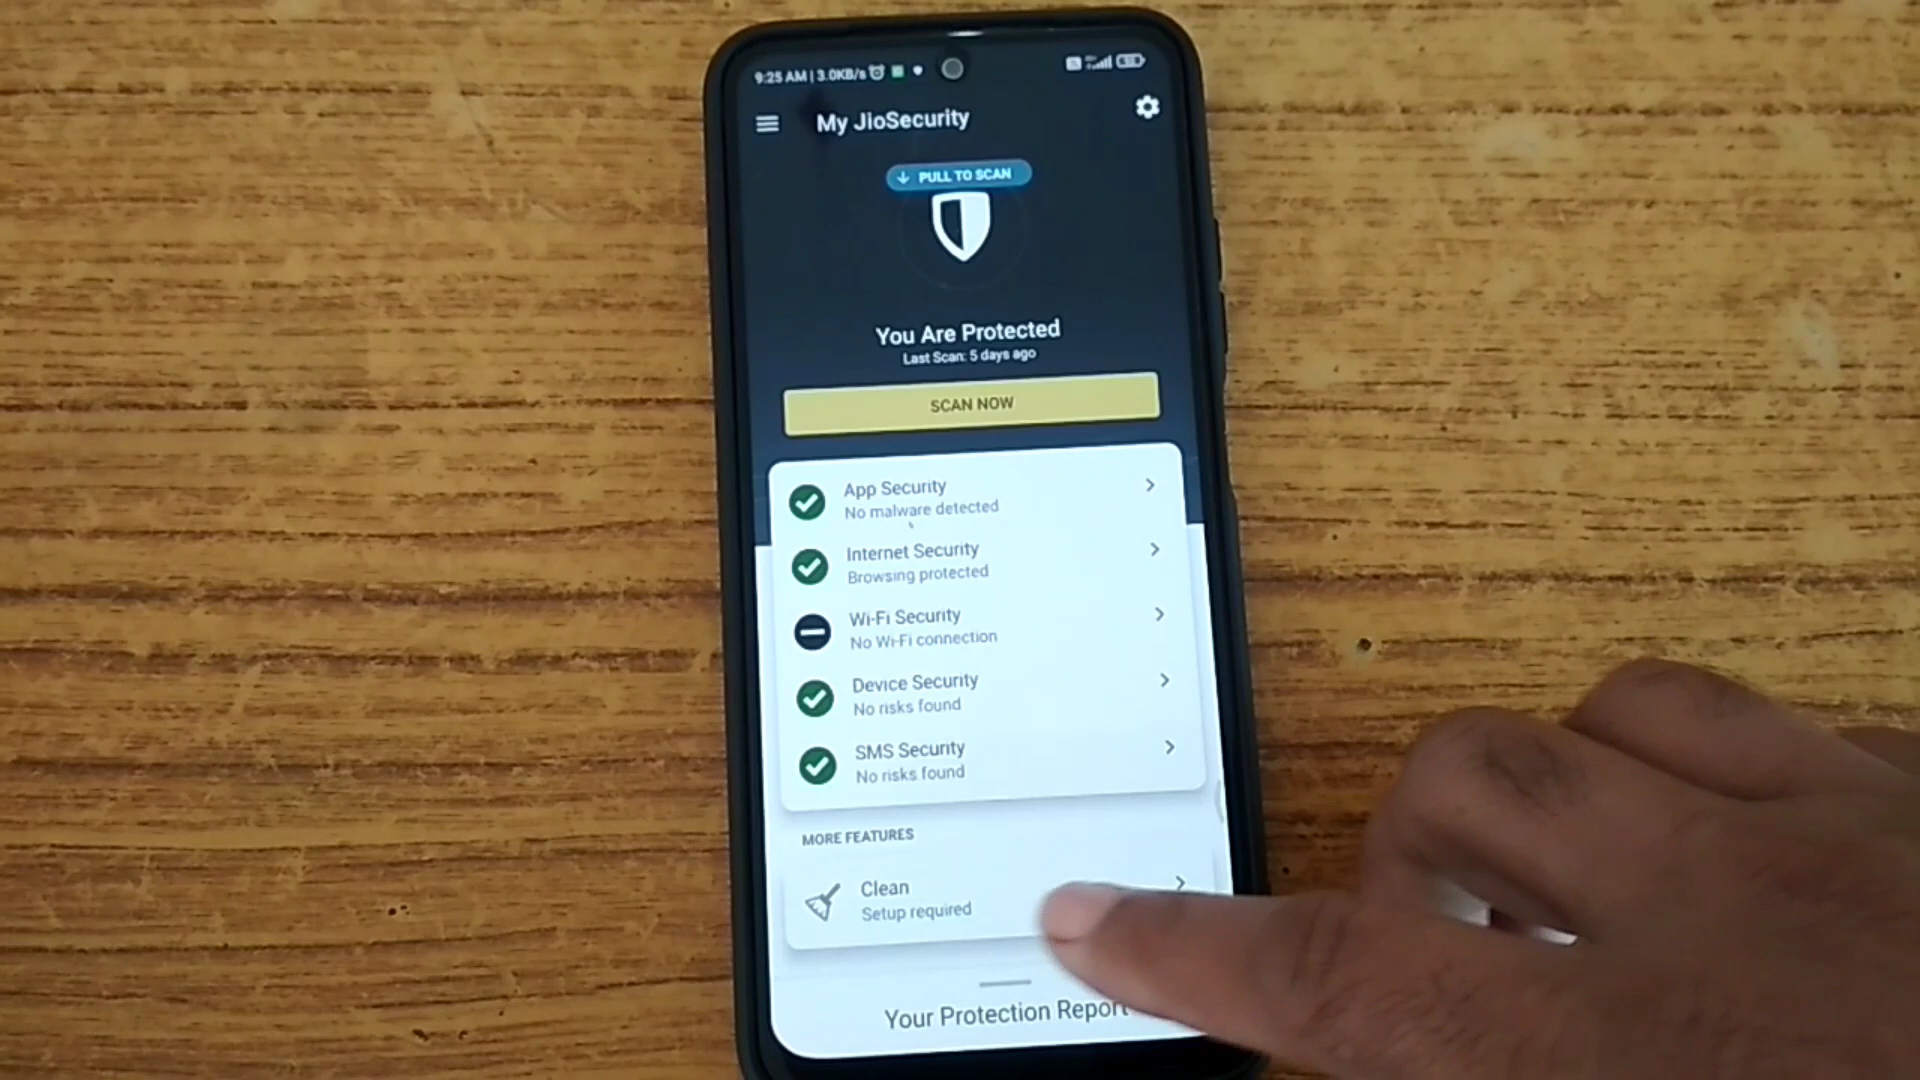 9:25 AM | 3.0KB/s
My JioSecurity
PULL TO SCAN
You Are Protected
Last Scan: 5 days ago
SCAN NOW
App Security
No malware detected
Internet Security
Browsing protected
Wi-Fi Security
No Wi-Fi connection
Device Security
No risks found
SMS Security
No risks found
MORE FEATURES
Clean
Setup required
Your Protection Report